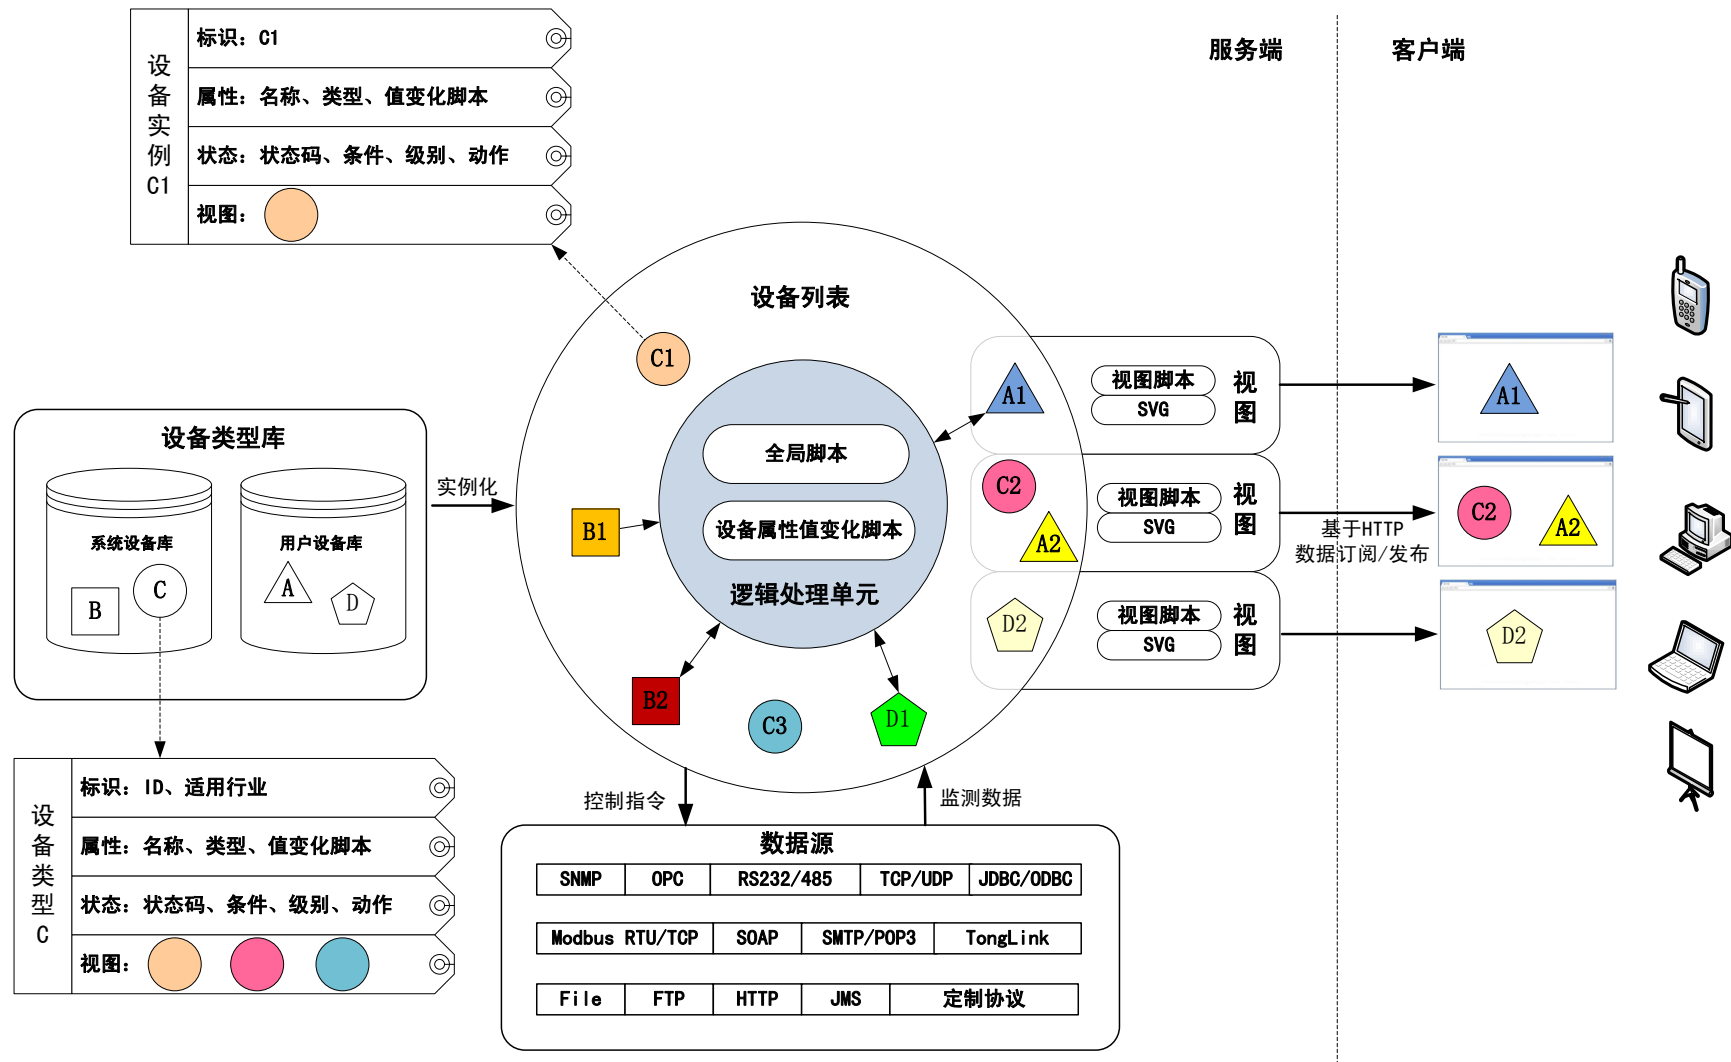 设备实例C1
标识：C1
属性：名称、类型、值变化脚本
状态：状态码、条件、级别、动作
视图：
服务端
客户端
设备列表
C1
A1
视图脚本
SVG
视图
A1
设备类型库
系统设备库
用户设备库
B
C
A
D
实例化
全局脚本
设备属性值变化脚本
逻辑处理单元
B1
C2
A2
视图脚本
SVG
视图
基于HTTP
数据订阅/发布
C2
A2
D2
视图脚本
SVG
视图
D2
B2
C3
D1
控制指令
监测数据
设备类型C
标识：ID、适用行业
属性：名称、类型、值变化脚本
状态：状态码、条件、级别、动作
视图：
数据源
SNMP OPC RS232/485 TCP/UDP JDBC/ODBC
Modbus RTU/TCP SOAP SMTP/POP3 TongLink
File FTP HTTP JMS 定制协议